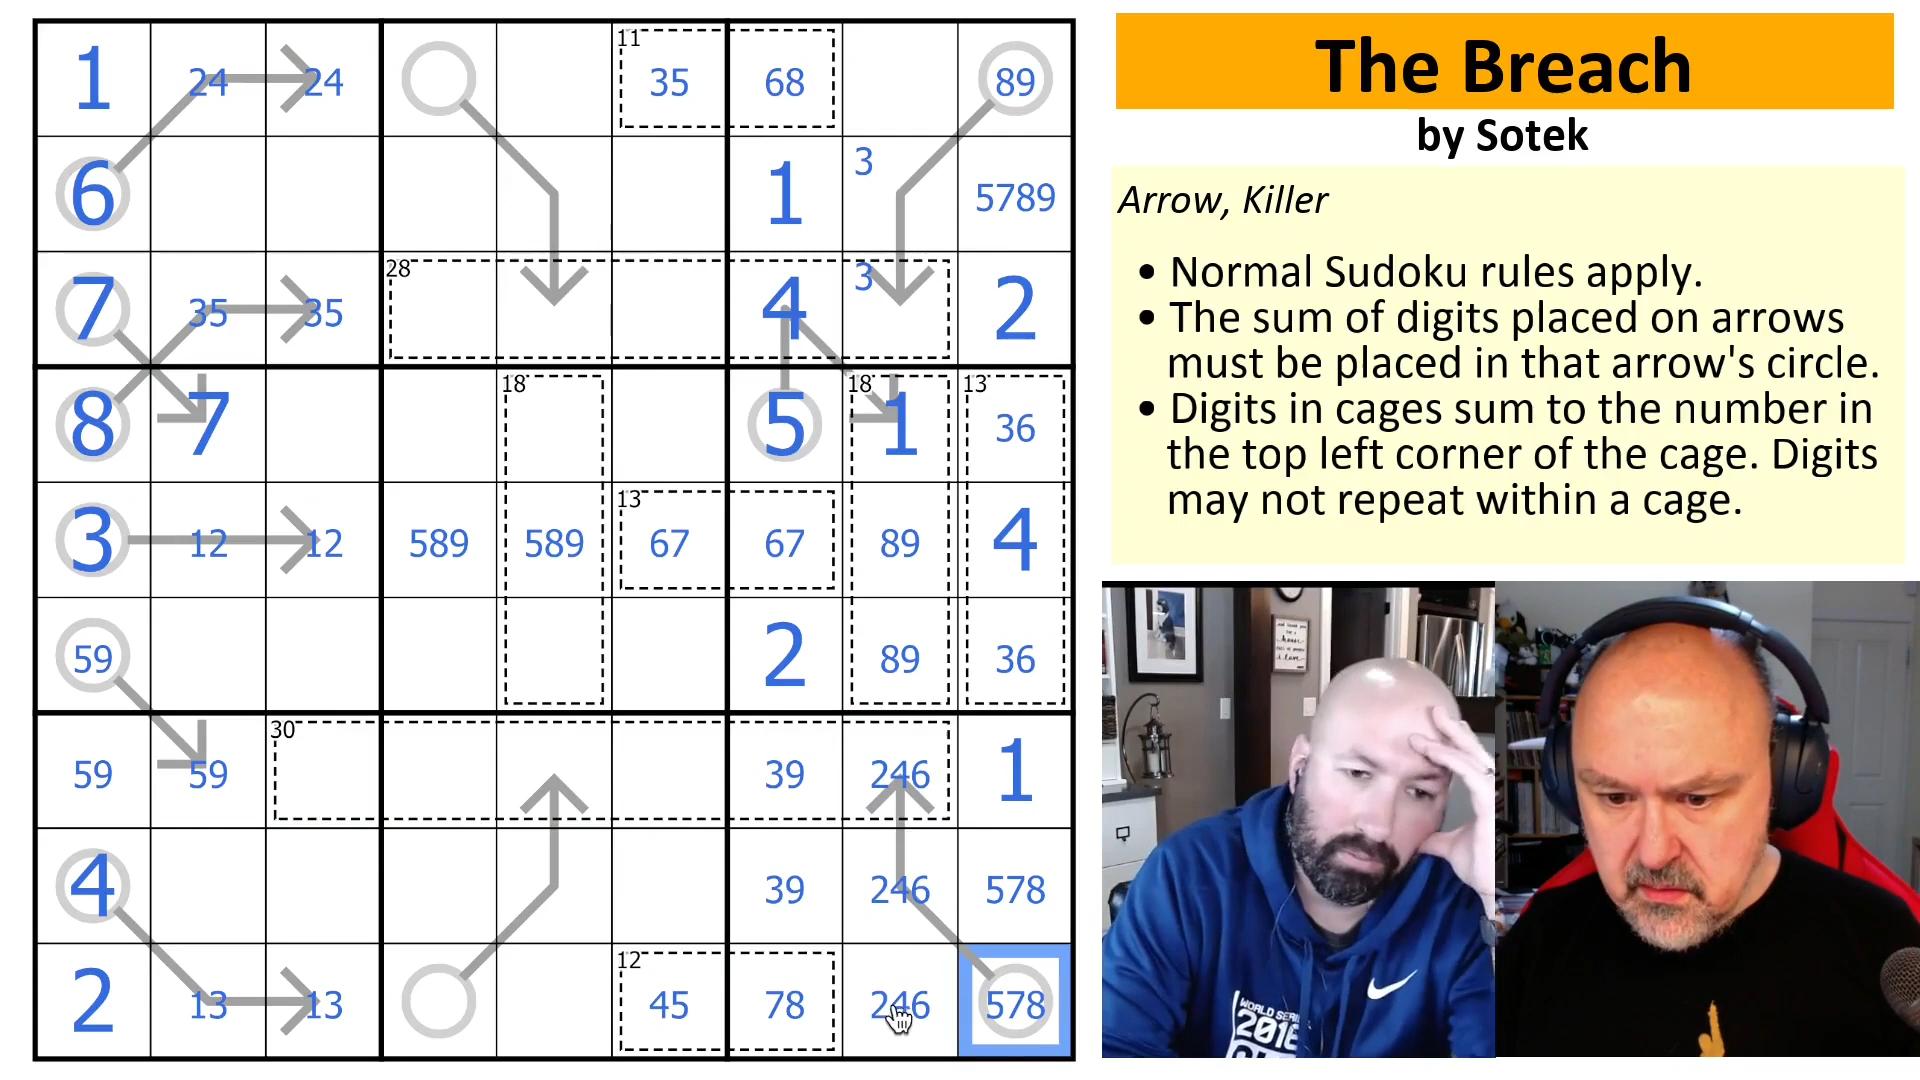 The Breach
by Sotek
Arrow, Killer
• Normal Sudoku rules apply.
• The sum of digits placed on arrows
must be placed in that arrow's circle.
• Digits in cages sum to the number in
the top left corner of the cage. Digits
may not repeat within a cage.
11
1 24 24 35 68 89
6 1 3 5789
28
7 35 35 4 3 2
18 18 13
8 7 5 1 36
13
3 12 12 589 589 67 67 89 4
59 2 89 36
30
59 59 39 246 1
4 39 246 578
12
2 13 13 45 78 246 578
WORLD SERIES
2016